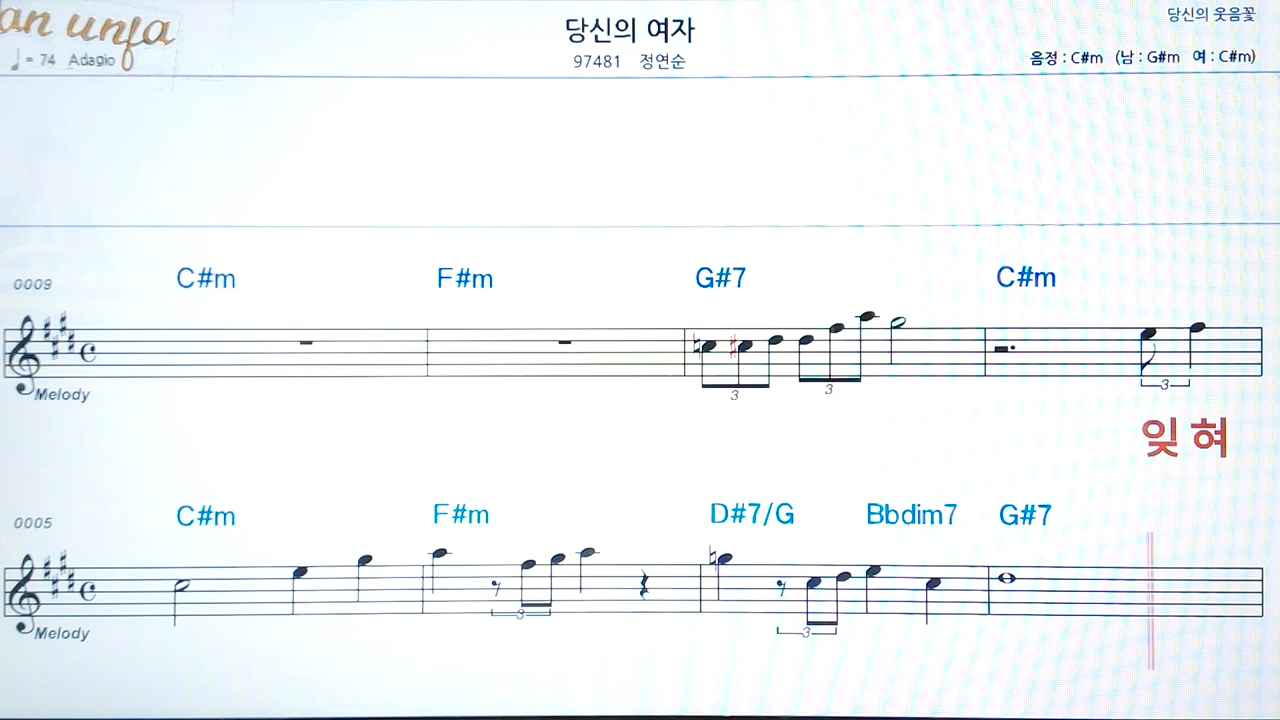 an unja
당신의 여자
당신의 웃음꽃
♩ = 74 Adagio
97481 정연순
음정 : C#m (남 : G#m 여 : C#m)
0009 C#m F#m G#7 C#m
3 3 3
Melody
잊 혀
0005 C#m F#m D#7/G Bbdim7 G#7
3 3
Melody